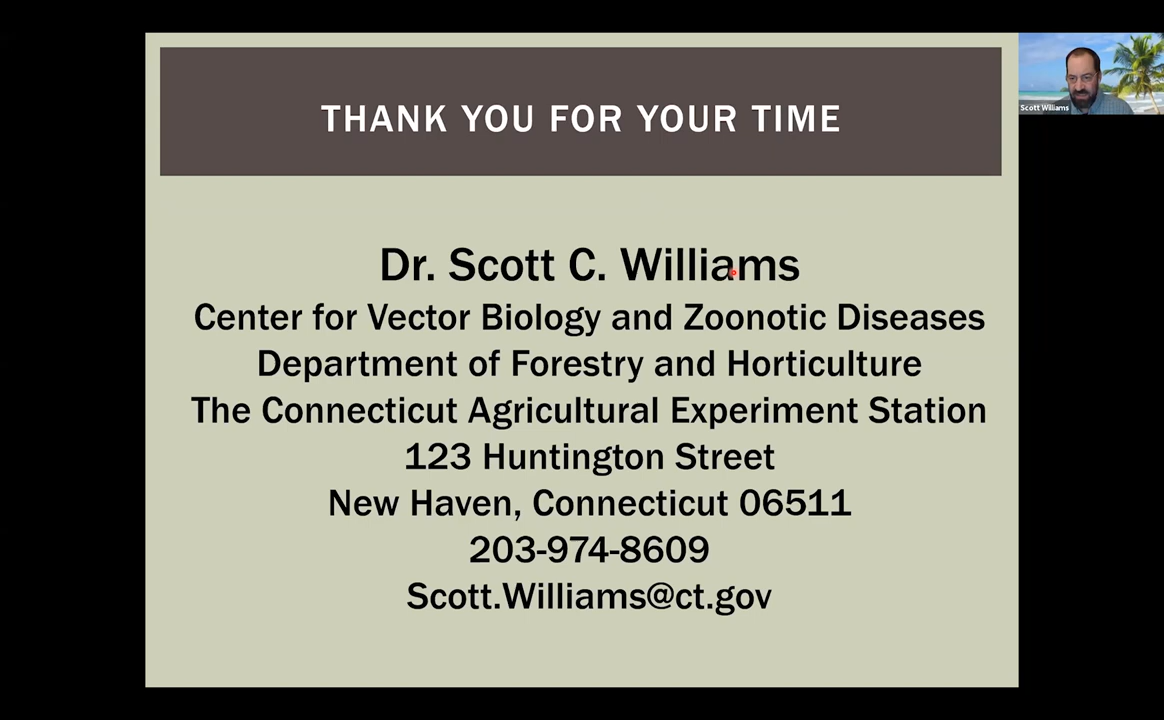 THANK YOU FOR YOUR TIME
Scott Williams
Dr. Scott C. Williams
Center for Vector Biology and Zoonotic Diseases
Department of Forestry and Horticulture
The Connecticut Agricultural Experiment Station
123 Huntington Street
New Haven, Connecticut 06511
203-974-8609
Scott.Williams@ct.gov